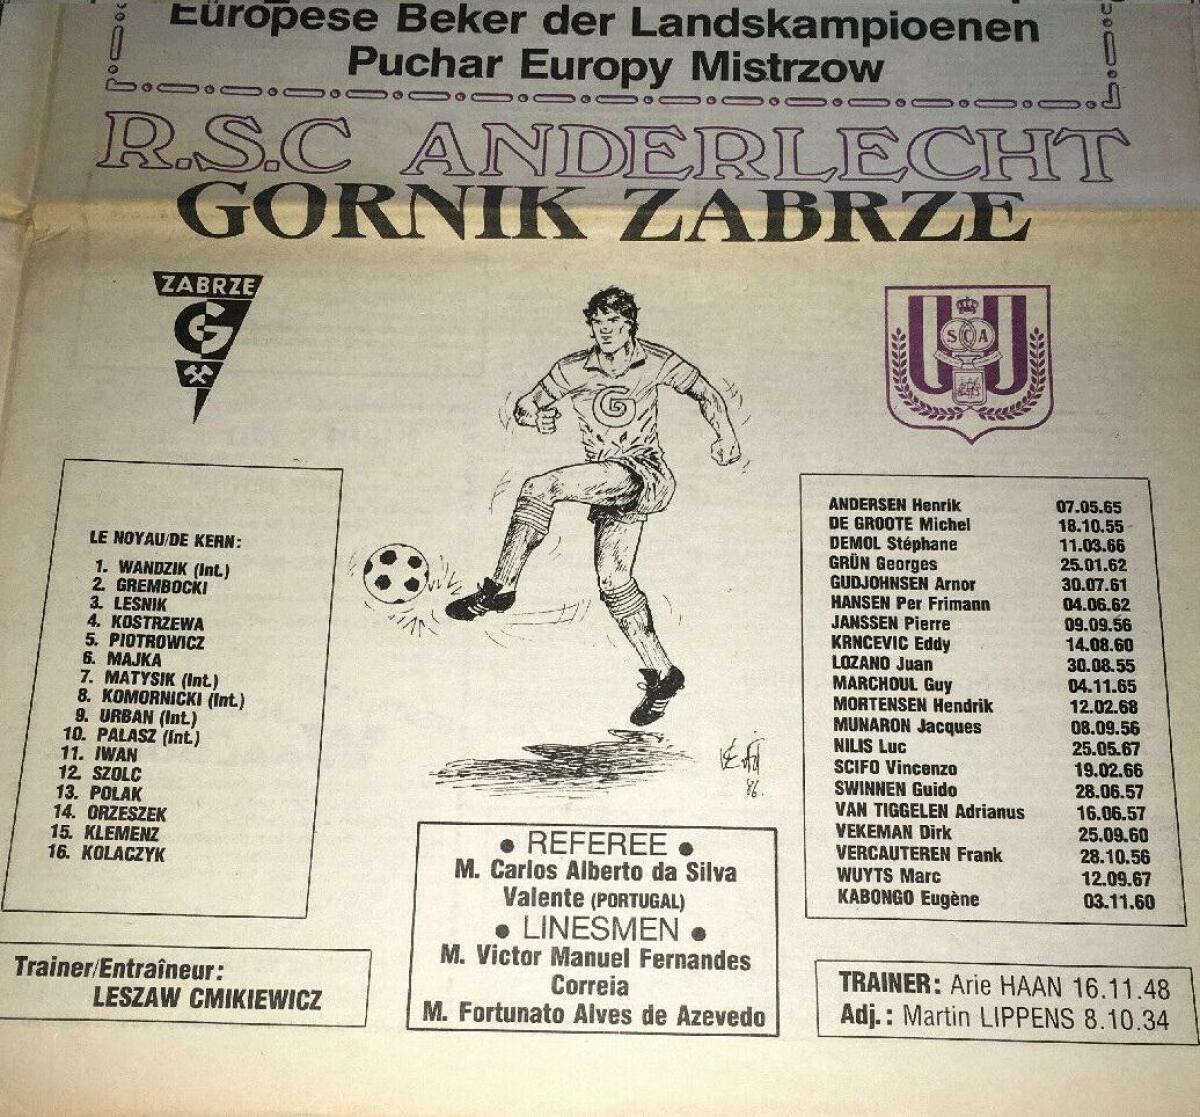 Europese Beker der Landskampioenen
Puchar Europy Mistrzow
R.S.C ANDERLECHT
GORNIK ZABRZE
ZABRZE
G
SCA
G
LE NOYAU/DE KERN:
1. WANDZIK (Int.)
2. GREMBOCKI
3. LESNIK
4. KOSTRZEWA
5. PIOTROWICZ
6. MAJKA
7. MATYSIK (Int.)
8. KOMORNICKI (Int.)
9. URBAN (Int.)
10. PALASZ (Int.)
11. IWAN
12. SZOLC
13. POLAK
14. ORZESZEK
15. KLEMENZ
16. KOLACZYK
Trainer/Entraîneur:
LESZAW CMIKIEWICZ
86.
• REFEREE •
M. Carlos Alberto da Silva
Valente (PORTUGAL)
• LINESMEN •
M. Victor Manuel Fernandes
Correia
M. Fortunato Alves de Azevedo
ANDERSEN Henrik 07.05.65
DE GROOTE Michel 18.10.55
DEMOL Stéphane 11.03.66
GRÜN Georges 25.01.62
GUDJOHNSEN Arnor 30.07.61
HANSEN Per Frimann 04.06.62
JANSSEN Pierre 09.09.56
KRNCEVIC Eddy 14.08.60
LOZANO Juan 30.08.55
MARCHOUL Guy 04.11.65
MORTENSEN Hendrik 12.02.68
MUNARON Jacques 08.09.56
NILIS Luc 25.05.67
SCIFO Vincenzo 19.02.66
SWINNEN Guido 28.06.57
VAN TIGGELEN Adrianus 16.06.57
VEKEMAN Dirk 25.09.60
VERCAUTEREN Frank 28.10.56
WUYTS Marc 12.09.67
KABONGO Eugène 03.11.60
TRAINER: Arie HAAN 16.11.48
Adj.: Martin LIPPENS 8.10.34